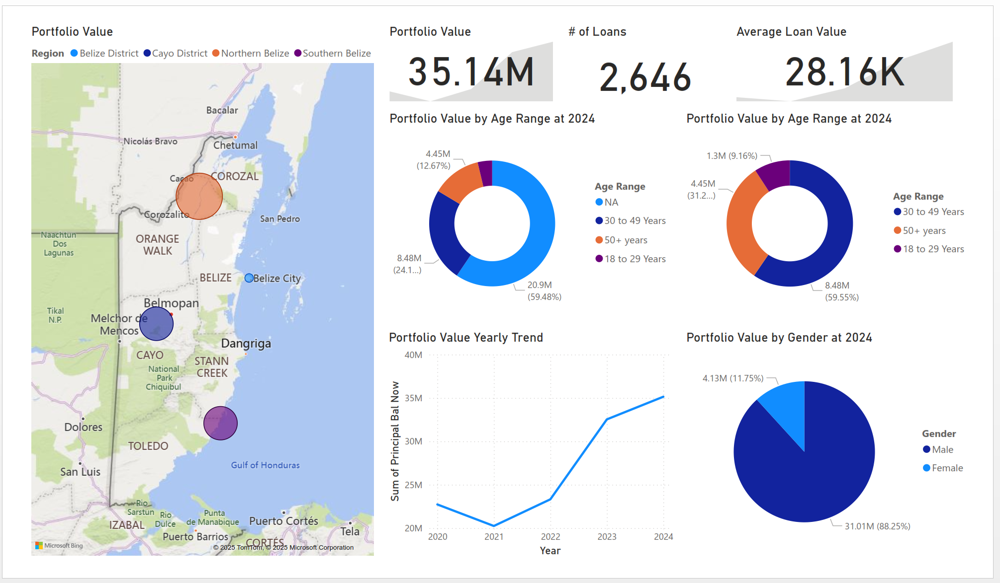 Portfolio Value
Region Belize District Cayo District Northern Belize Southern Belize
Bacalar
Nicolás Bravo
Chetumal
Cacao
COROZAL
Corozalito
San Pedro
Naachtun
Dos
Lagunas
ORANGE
WALK
BELIZE
Belize City
Belmopan
Tikal
N.P.
Melchor de
Mencos
Dangriga
CAYO
STANN
CREEK
National
Park
Chiquibul
Dolores
TOLEDO
San Luis
Gulf of Honduras
Rio
Sarstun
Rio
Dulce
Punta
de Manabique
IZABAL
Puerto Cortés
Tela
Puerto Barrios
CORTÉS
Microsoft Bing
© 2025 TomTom, © 2025 Microsoft Corporation
Portfolio Value
35.14M
# of Loans
2,646
Average Loan Value
28.16K
Portfolio Value by Age Range at 2024
4.45M
(12.67%)
8.48M
(24.1...)
20.9M
(59.48%)
Age Range
NA
30 to 49 Years
50+ years
18 to 29 Years
Portfolio Value by Age Range at 2024
1.3M (9.16%)
4.45M
(31.2...)
8.48M
(59.55%)
Age Range
30 to 49 Years
50+ years
18 to 29 Years
Portfolio Value Yearly Trend
Sum of Principal Bal Now
40M
35M
30M
25M
20M
2020 2021 2022 2023 2024
Year
Portfolio Value by Gender at 2024
4.13M (11.75%)
31.01M (88.25%)
Gender
Male
Female